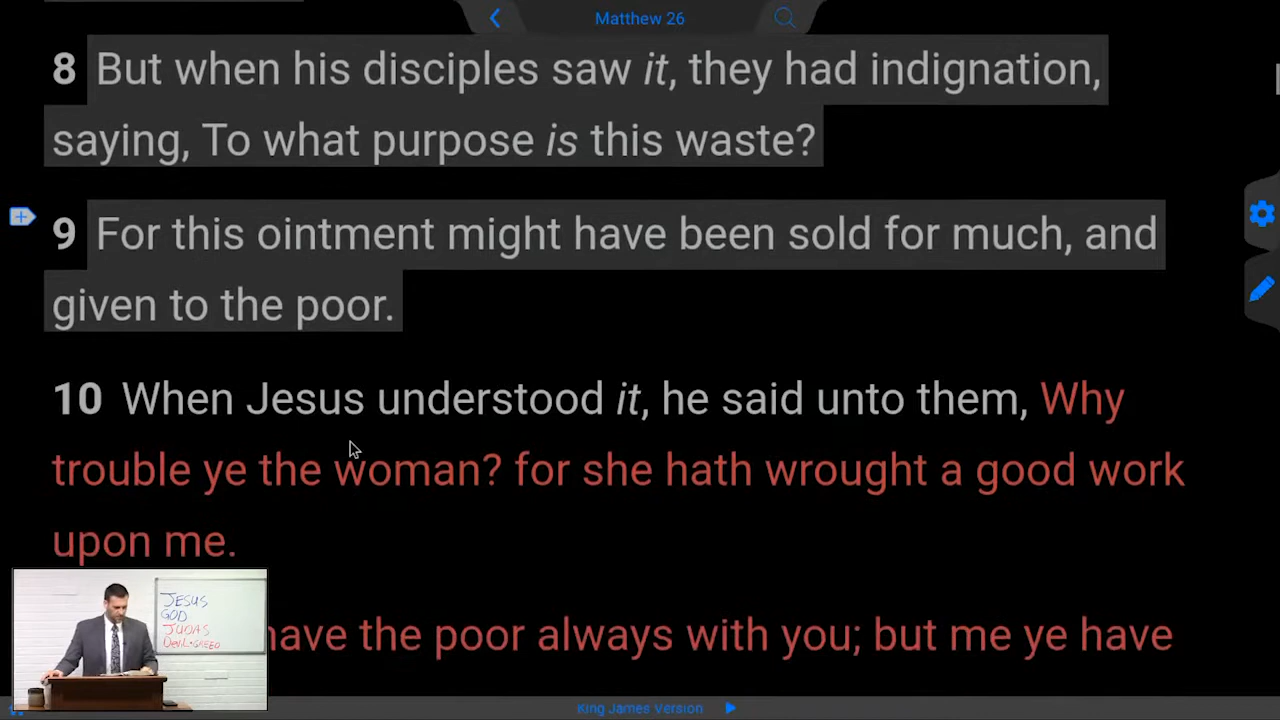 Matthew 26
8 But when his disciples saw it, they had indignation,
saying, To what purpose is this waste?
9 For this ointment might have been sold for much, and
given to the poor.
10 When Jesus understood it, he said unto them, Why
trouble ye the woman? for she hath wrought a good work
upon me.
have the poor always with you; but me ye have
JESUS
GOD
JUDAS
DEVIL·GREED
King James Version